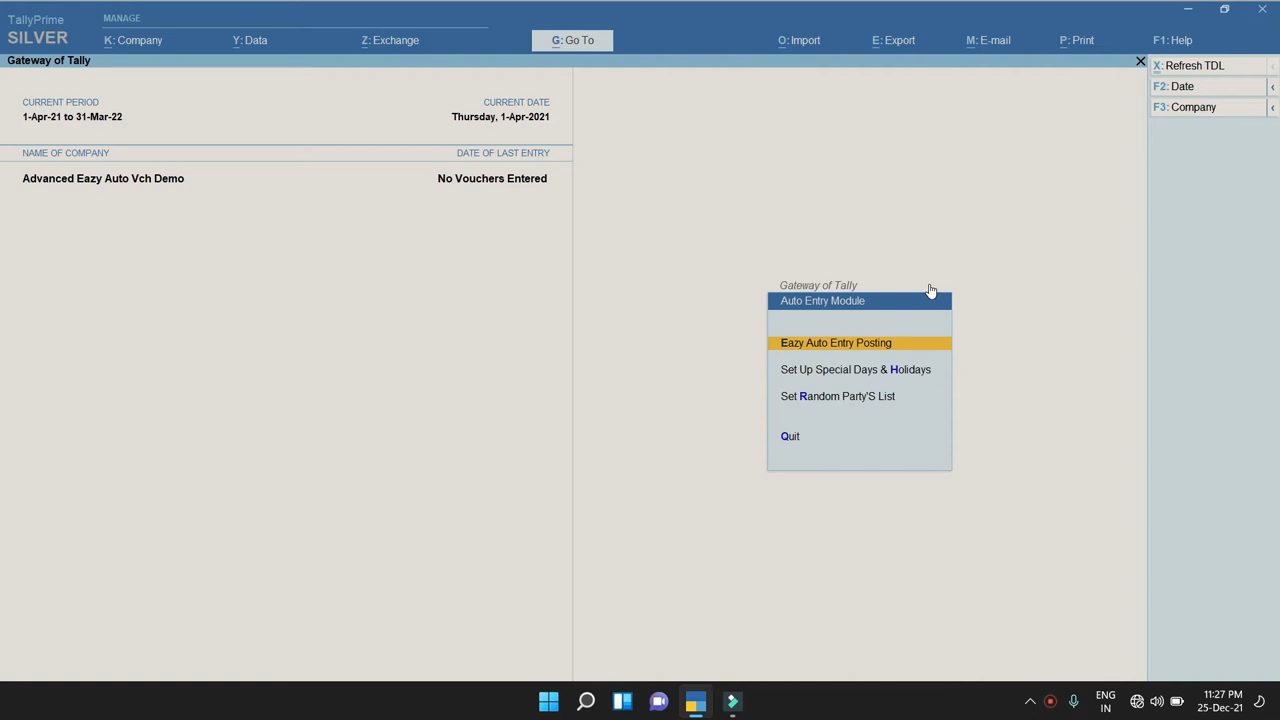 TallyPrime
SILVER
MANAGE
K: Company
Y: Data
Z: Exchange
G: Go To
O: Import
E: Export
M: E-mail
P: Print
F1: Help
Gateway of Tally
X: Refresh TDL
F2: Date
F3: Company
CURRENT PERIOD
CURRENT DATE
1-Apr-21 to 31-Mar-22
Thursday, 1-Apr-2021
NAME OF COMPANY
DATE OF LAST ENTRY
Advanced Eazy Auto Vch Demo
No Vouchers Entered
Gateway of Tally
Auto Entry Module
Eazy Auto Entry Posting
Set Up Special Days & Holidays
Set Random Party'S List
Quit
ENG
IN
11:27 PM
25-Dec-21